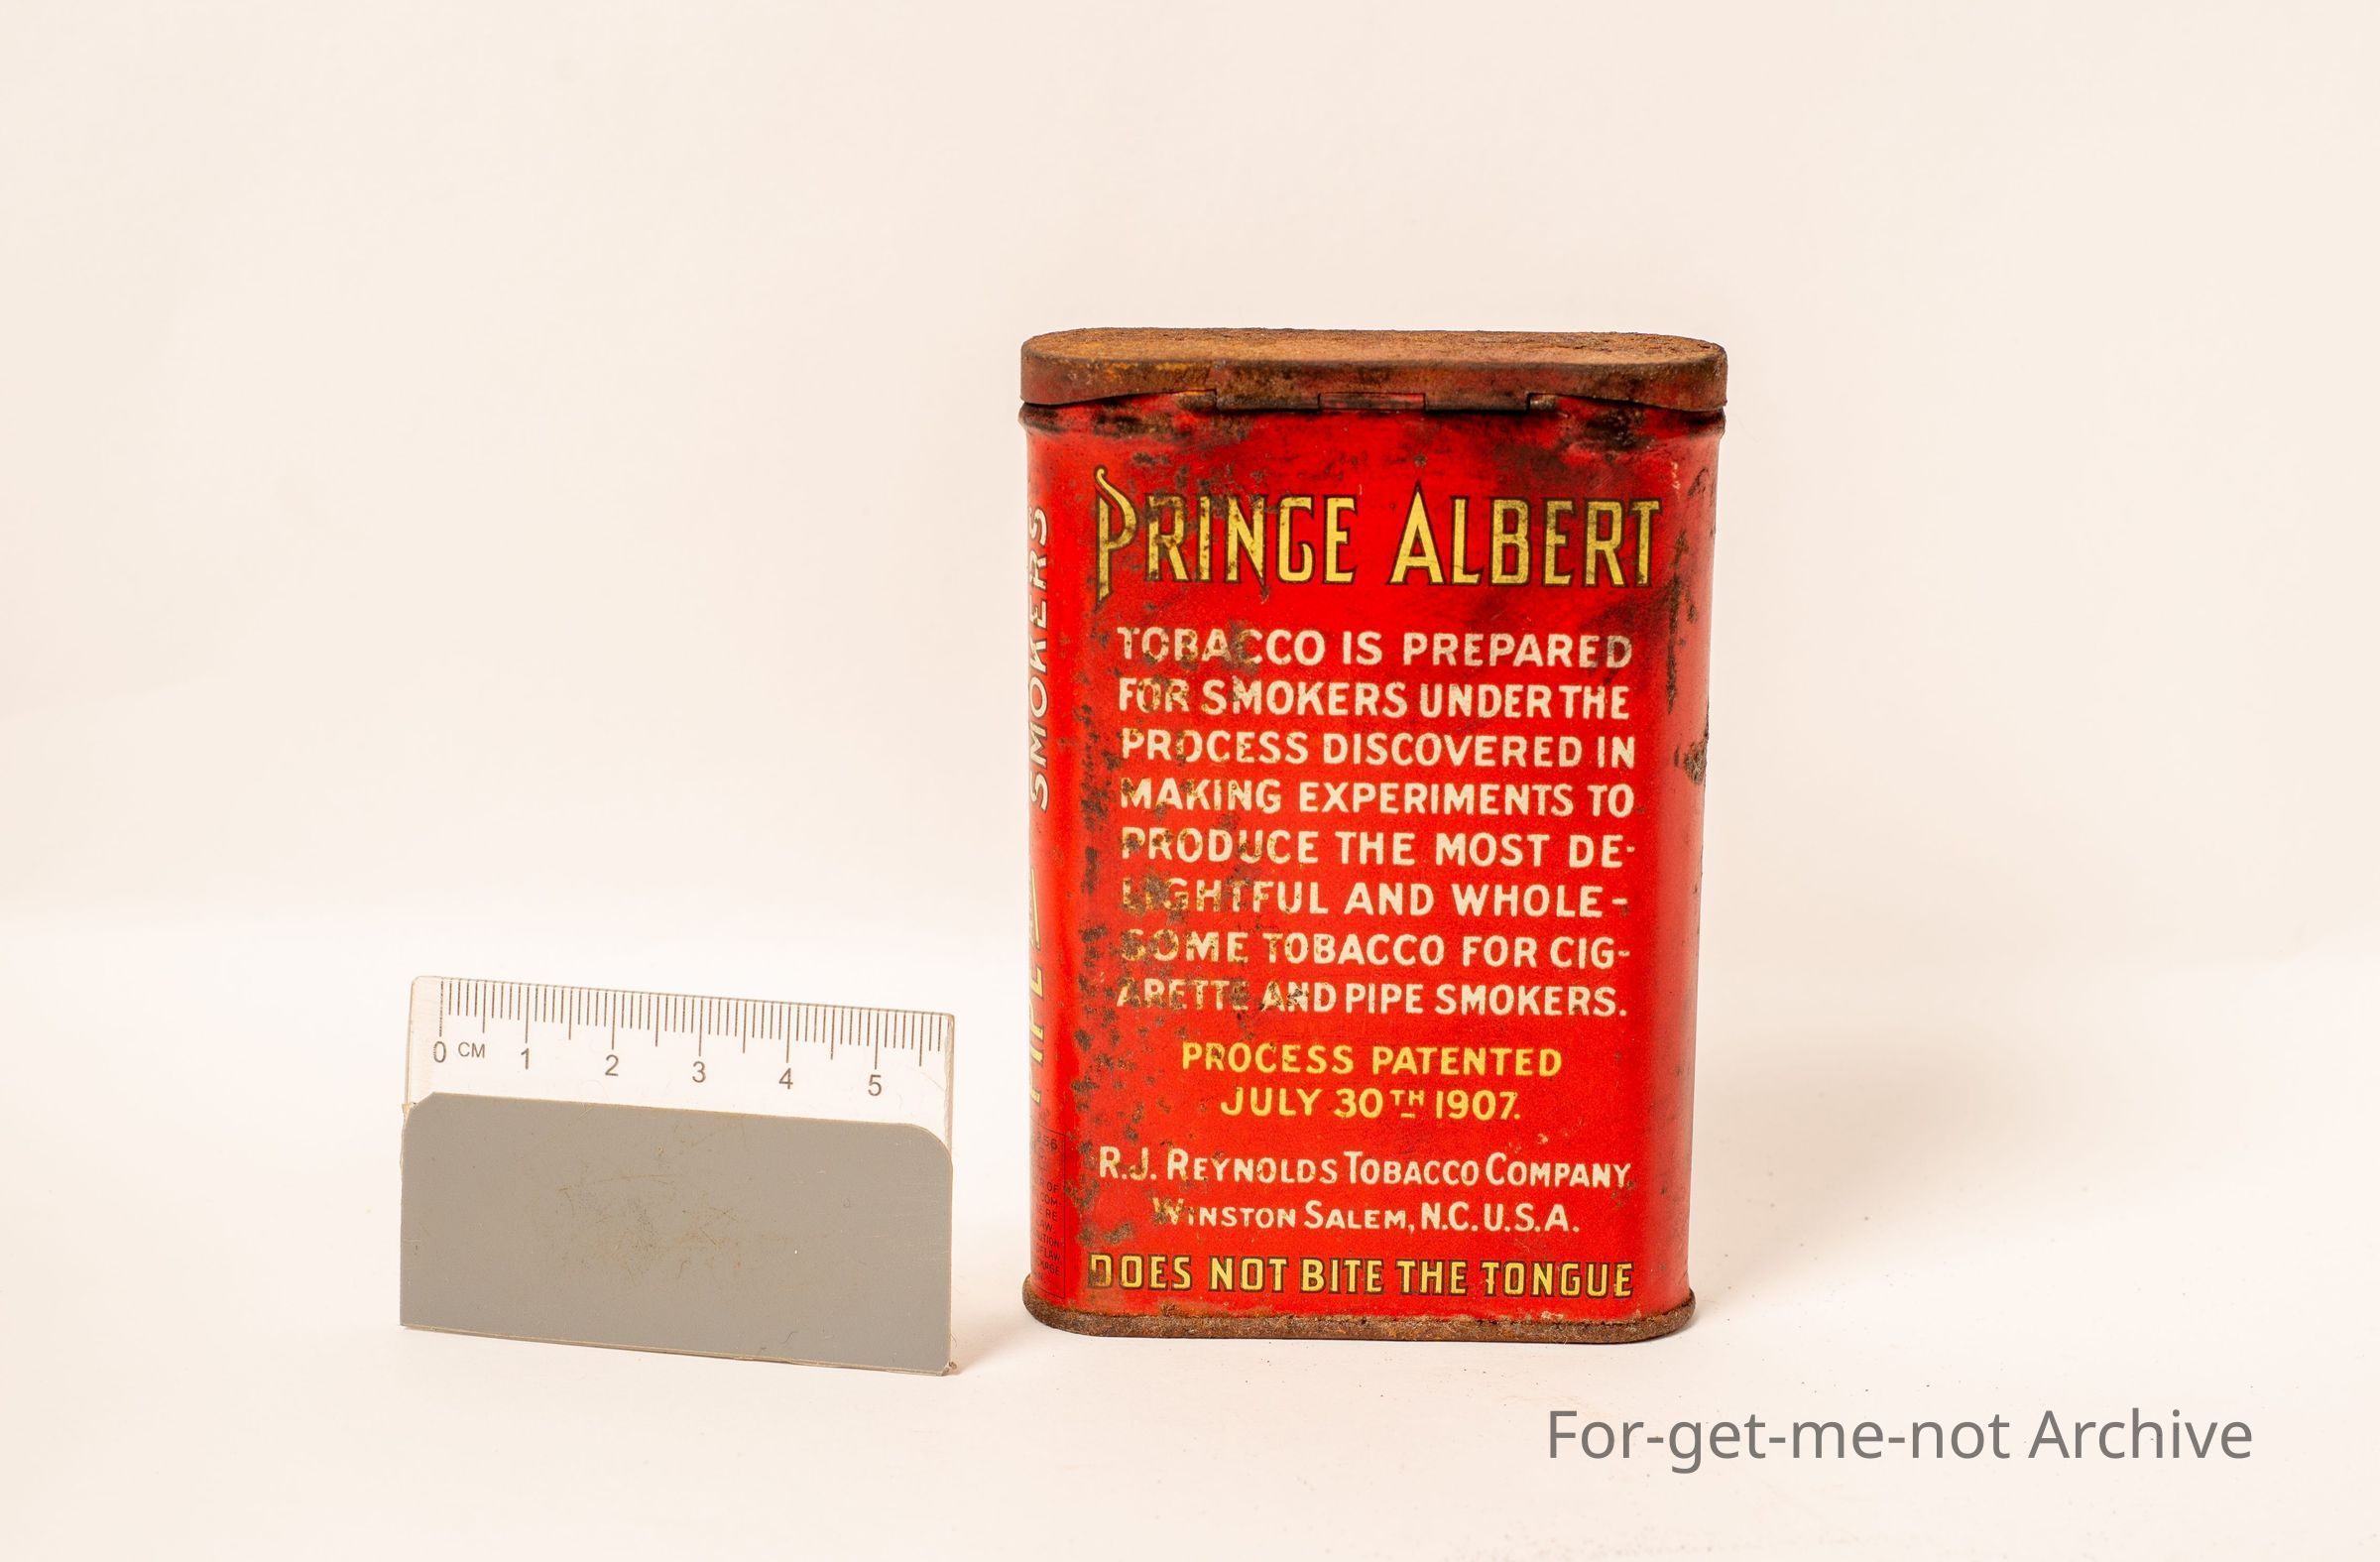 PRINCE ALBERT
TOBACCO IS PREPARED
FOR SMOKERS UNDER THE
PROCESS DISCOVERED IN
MAKING EXPERIMENTS TO
PRODUCE THE MOST DE-
LIGHTFUL AND WHOLE-
SOME TOBACCO FOR CIG-
ARETTE AND PIPE SMOKERS.
PROCESS PATENTED
JULY 30TH 1907.
R.J. REYNOLDS TOBACCO COMPANY
WINSTON SALEM, N.C. U.S.A.
DOES NOT BITE THE TONGUE
PIPE SMOKERS
0 CM 1 2 3 4 5
For-get-me-not Archive